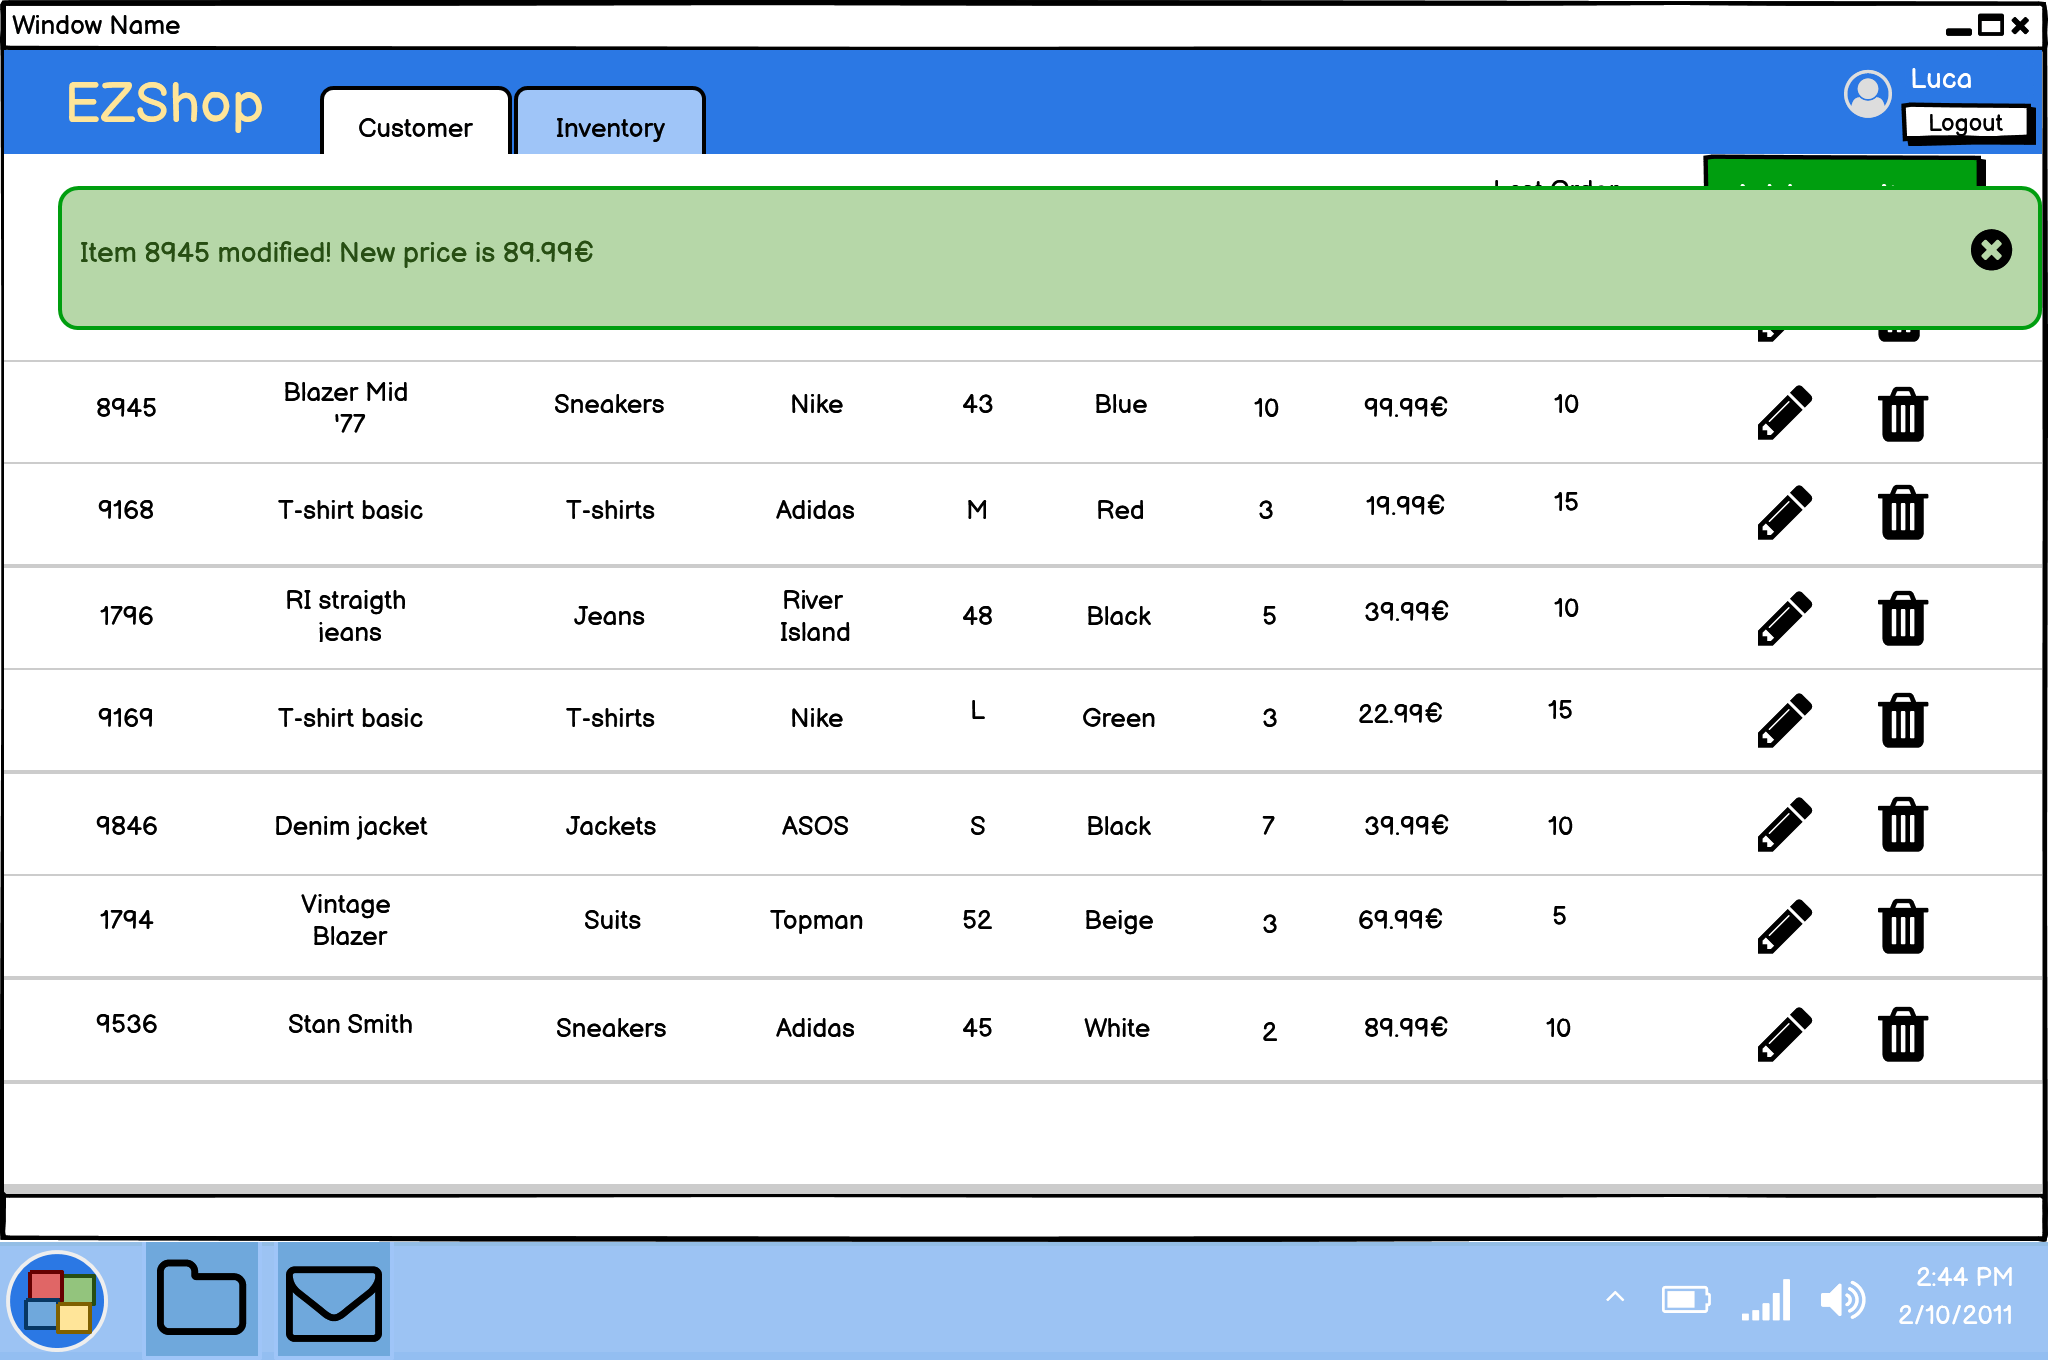 Window Name
EZShop
Customer
Inventory
Luca
Logout
Last Order
Item 8945 modified! New price is 89.99€
8945 Blazer Mid '77 Sneakers Nike 43 Blue 10 99.99€ 10
9168 T-shirt basic T-shirts Adidas M Red 3 19.99€ 15
1796 RI straigth jeans Jeans River Island 48 Black 5 39.99€ 10
9169 T-shirt basic T-shirts Nike L Green 3 22.99€ 15
9846 Denim jacket Jackets ASOS S Black 7 39.99€ 10
1794 Vintage Blazer Suits Topman 52 Beige 3 69.99€ 5
9536 Stan Smith Sneakers Adidas 45 White 2 89.99€ 10
2:44 PM
2/10/2011